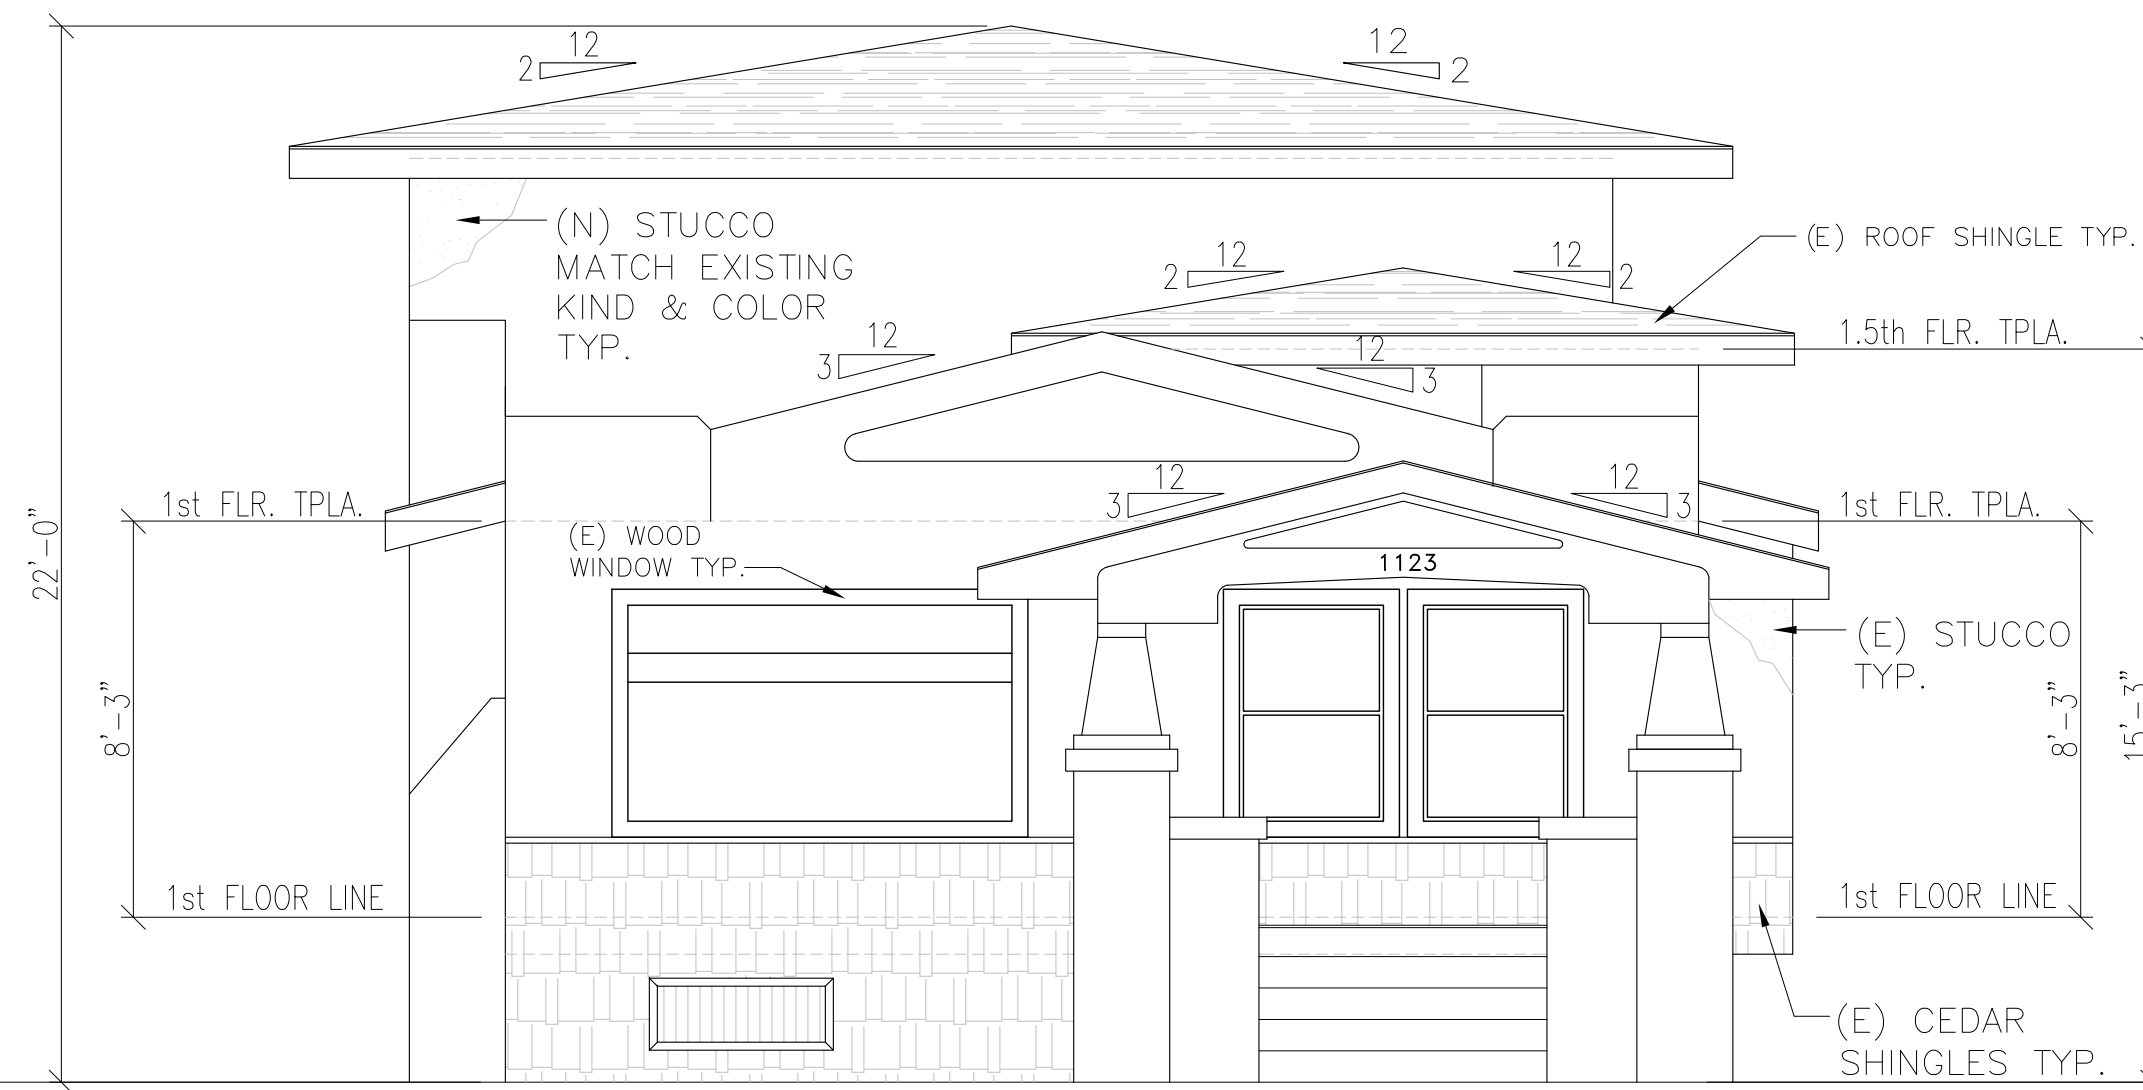 12
2
12
2
(N) STUCCO
MATCH EXISTING
KIND & COLOR
TYP.
(E) ROOF SHINGLE TYP.
12
2
12
2
12
3
12
3
1.5th FLR. TPLA.
12
3
12
3
1st FLR. TPLA.
1st FLR. TPLA.
22'-0"
(E) WOOD
WINDOW TYP.
1123
(E) STUCCO
TYP.
8'-3"
8'-3"
15'-3"
1st FLOOR LINE
1st FLOOR LINE
(E) CEDAR
SHINGLES TYP.